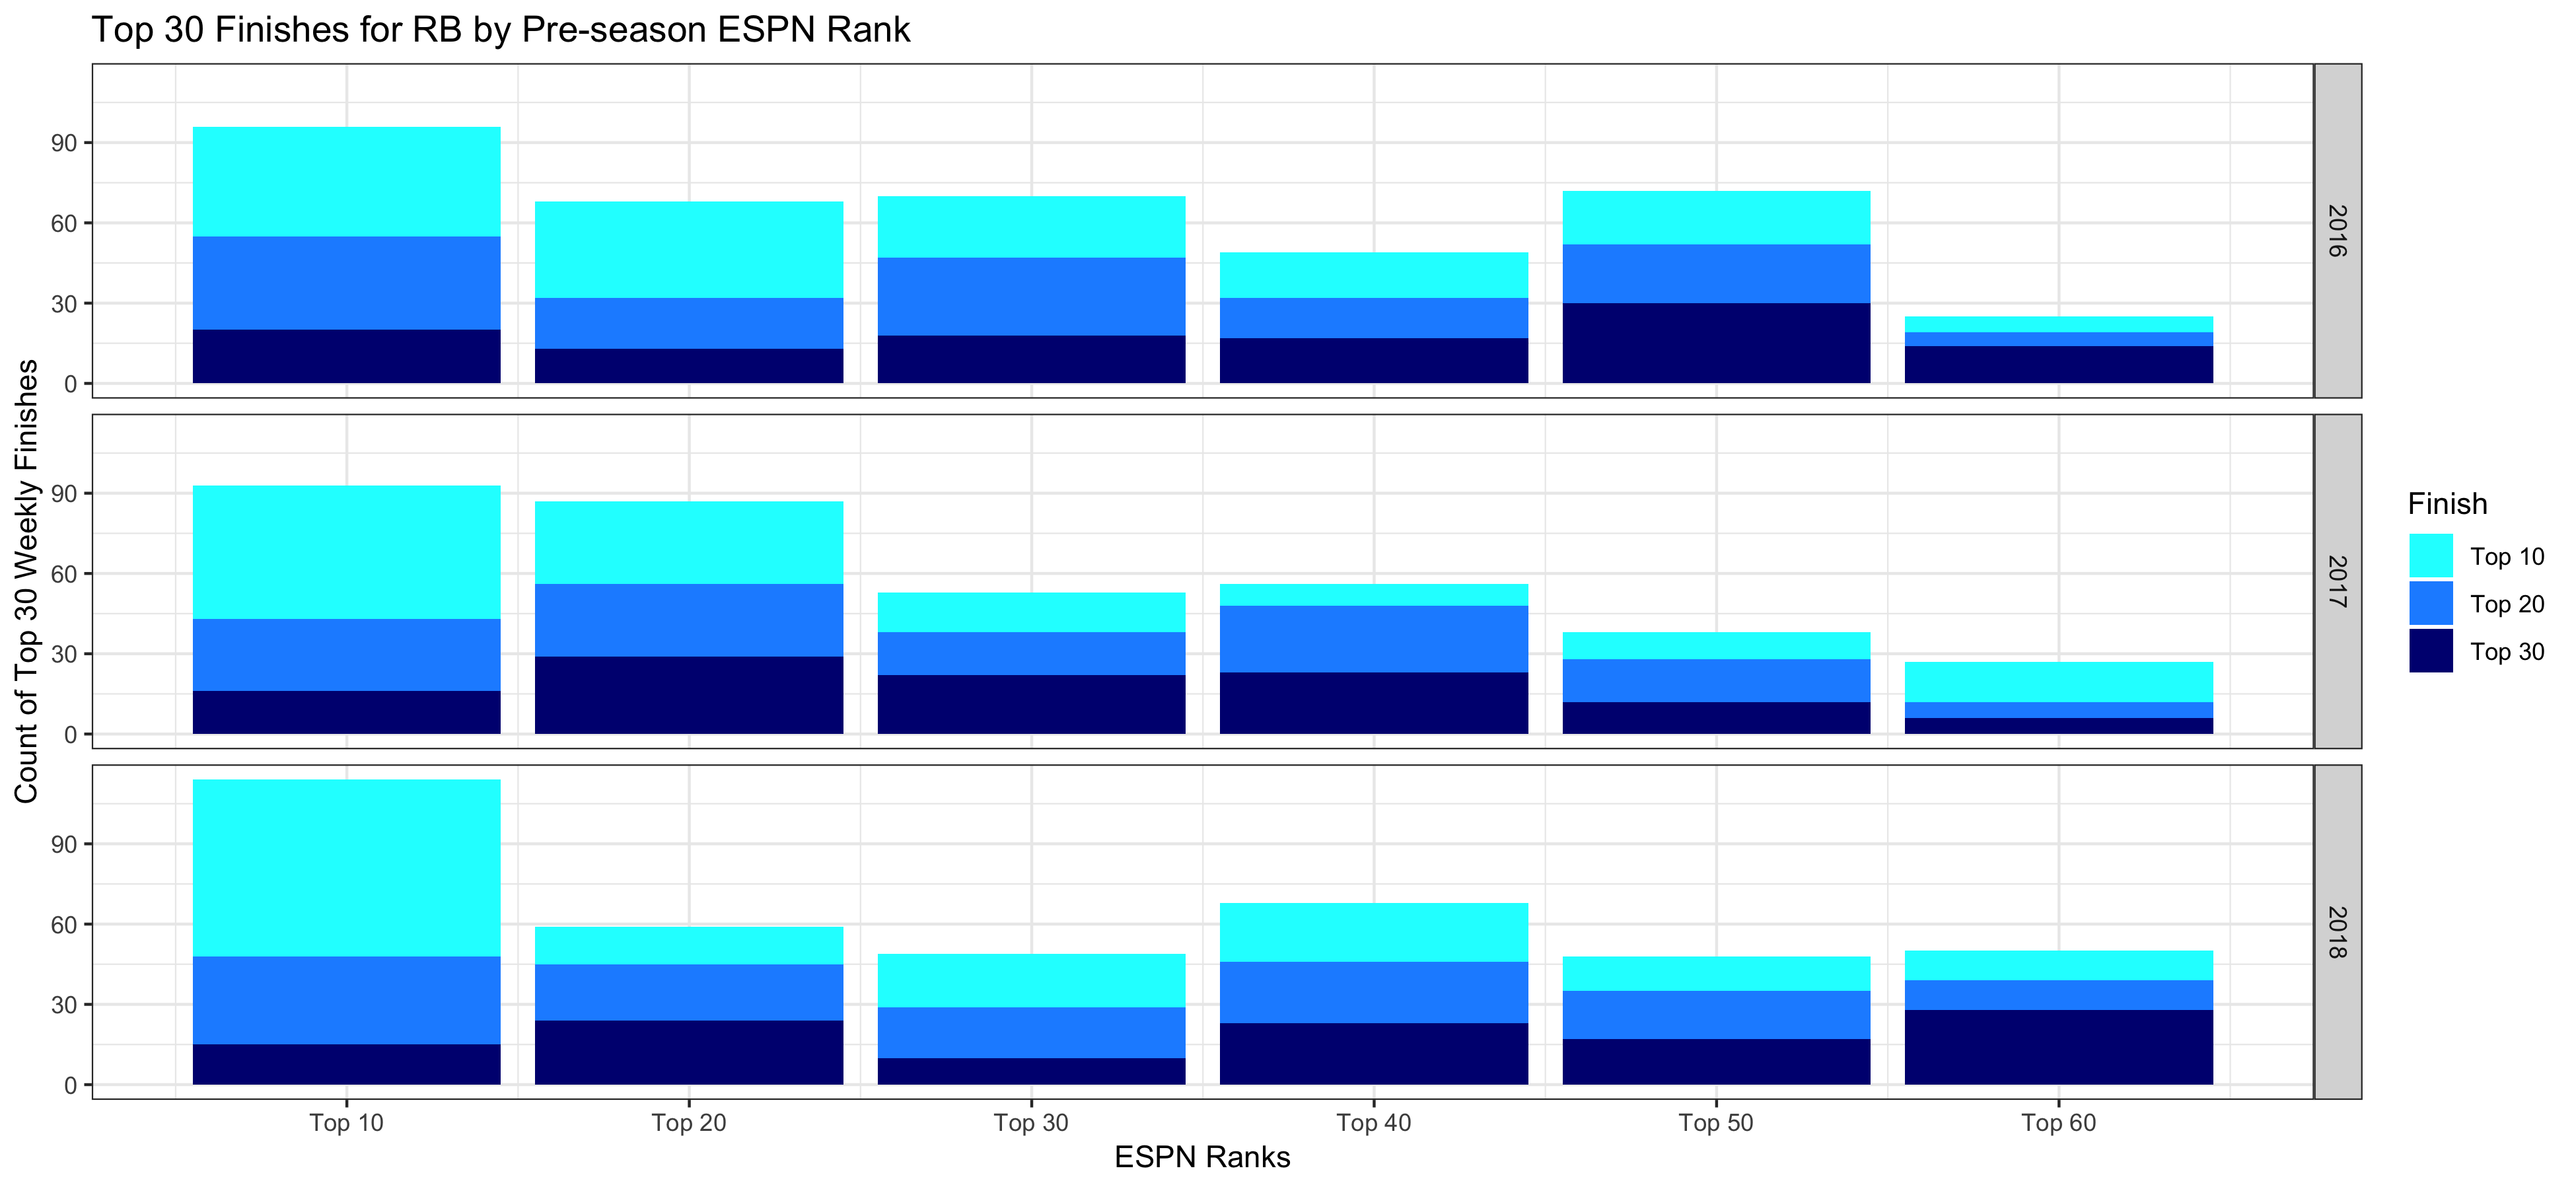 Top 30 Finishes for RB by Pre-season ESPN Rank
Count of Top 30 Weekly Finishes
90
60
30
0
2016
90
60
30
0
2017
90
60
30
0
2018
Top 10 Top 20 Top 30 Top 40 Top 50 Top 60
ESPN Ranks
Finish
Top 10
Top 20
Top 30